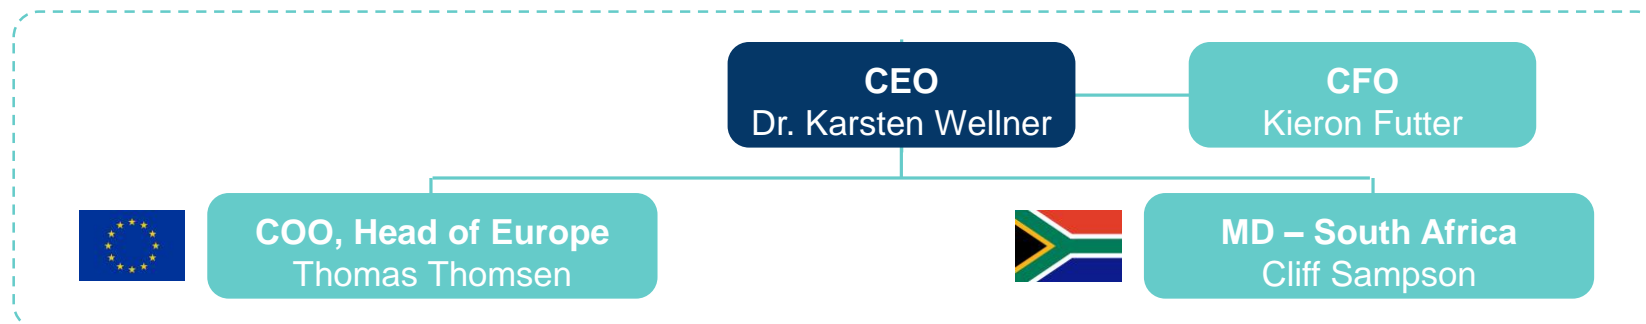 CEO
Dr. Karsten Wellner
CFO
Kieron Futter
COO, Head of Europe
Thomas Thomsen
MD – South Africa
Cliff Sampson